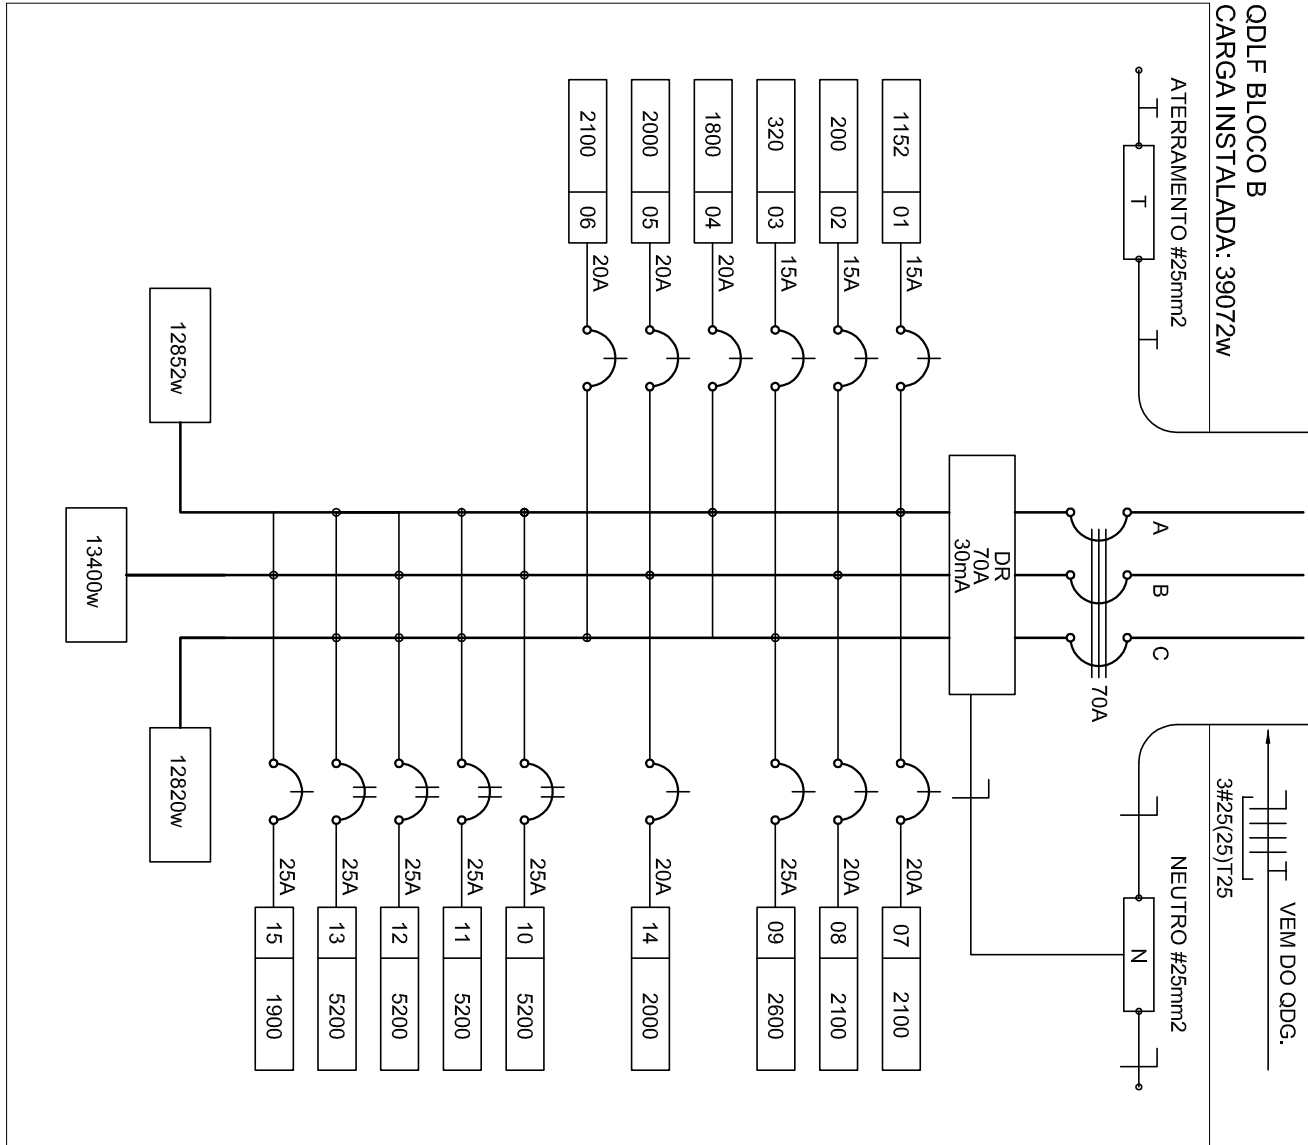 QDLF BLOCO B
CARGA INSTALADA: 39072w
VEM DO QDG.
3#25(25)T25
ATERRAMENTO #25mm2
T
NEUTRO #25mm2
N
A
B
C
70A
DR
70A
30mA
1152 01 15A
20A 07 2100
200 02 15A
20A 08 2100
320 03 15A
25A 09 2600
1800 04 20A
2000 05 20A
20A 14 2000
2100 06 20A
25A 10 5200
25A 11 5200
25A 12 5200
25A 13 5200
25A 15 1900
12852w
13400w
12820w